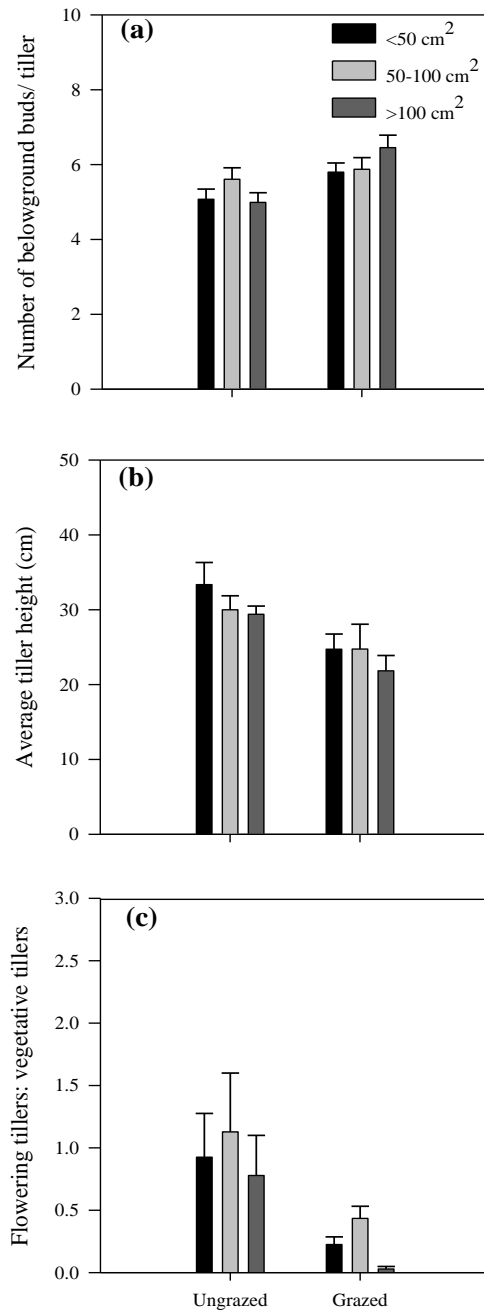 (a)
<50 cm²
50-100 cm²
>100 cm²
Number of belowground buds/ tiller
10
8
6
4
2
0
(b)
Average tiller height (cm)
50
40
30
20
10
0
(c)
Flowering tillers: vegetative tillers
3.0
2.5
2.0
1.5
1.0
0.5
0.0
Ungrazed
Grazed